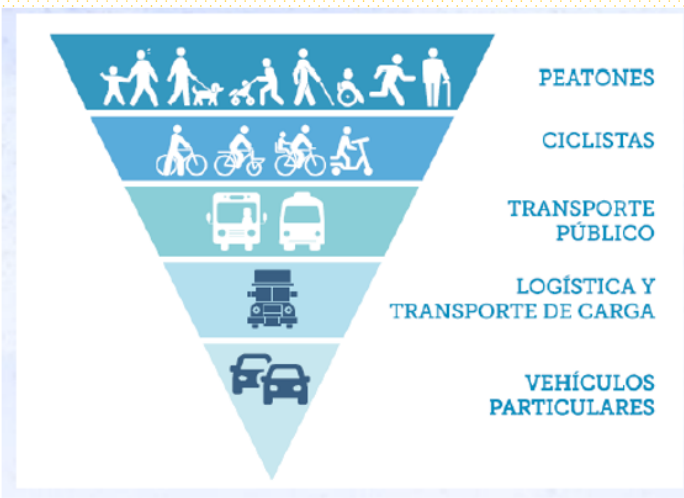 PEATONES
CICLISTAS
TRANSPORTE
PÚBLICO
LOGÍSTICA Y
TRANSPORTE DE CARGA
VEHÍCULOS
PARTICULARES